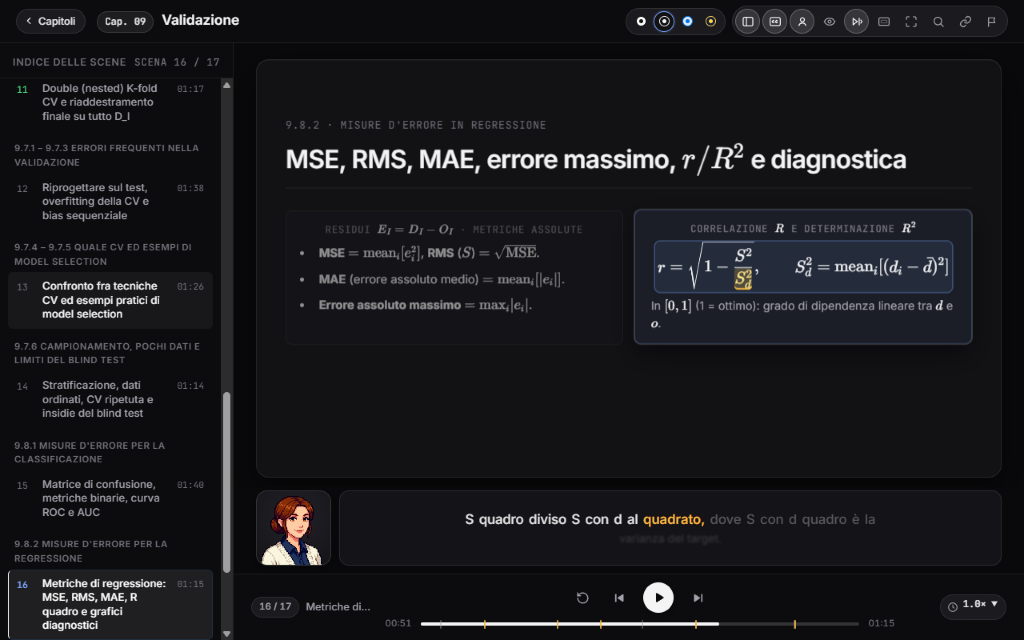 Capitoli
Cap. 09
Validazione
INDICE DELLE SCENE SCENA 16 / 17
11 Double (nested) K-fold 01:17
CV e riaddestramento
finale su tutto D_I
9.7.1 – 9.7.3 ERRORI FREQUENTI NELLA
VALIDAZIONE
12 Riprogettare sul test, 01:38
overfitting della CV e
bias sequenziale
9.7.4 – 9.7.5 QUALE CV ED ESEMPI DI
MODEL SELECTION
13 Confronto fra tecniche 01:26
CV ed esempi pratici di
model selection
9.7.6 CAMPIONAMENTO, POCHI DATI E
LIMITI DEL BLIND TEST
14 Stratificazione, dati 01:14
ordinati, CV ripetuta e
insidie del blind test
9.8.1 MISURE D'ERRORE PER LA
CLASSIFICAZIONE
15 Matrice di confusione, 01:40
metriche binarie, curva
ROC e AUC
9.8.2 MISURE D'ERRORE PER LA
REGRESSIONE
16 Metriche di regressione: 01:15
MSE, RMS, MAE, R
quadro e grafici
diagnostici
9.8.2 · MISURE D'ERRORE IN REGRESSIONE
MSE, RMS, MAE, errore massimo, r/R² e diagnostica
RESIDUI E_I = D_I − O_I · METRICHE ASSOLUTE
• MSE = mean_i[e_i²], RMS (S) = √MSE.
• MAE (errore assoluto medio) = mean_i[|e_i|].
• Errore assoluto massimo = max_i|e_i|.
CORRELAZIONE R E DETERMINAZIONE R²
r = √(1 − S²/S_d²), S_d² = mean_i[(d_i − d̄)²]
In [0, 1] (1 = ottimo): grado di dipendenza lineare tra d e
o.
S quadro diviso S con d al quadrato, dove S con d quadro è la
varianza del target.
16 / 17 Metriche di...
1.0× ▼
00:51 01:15